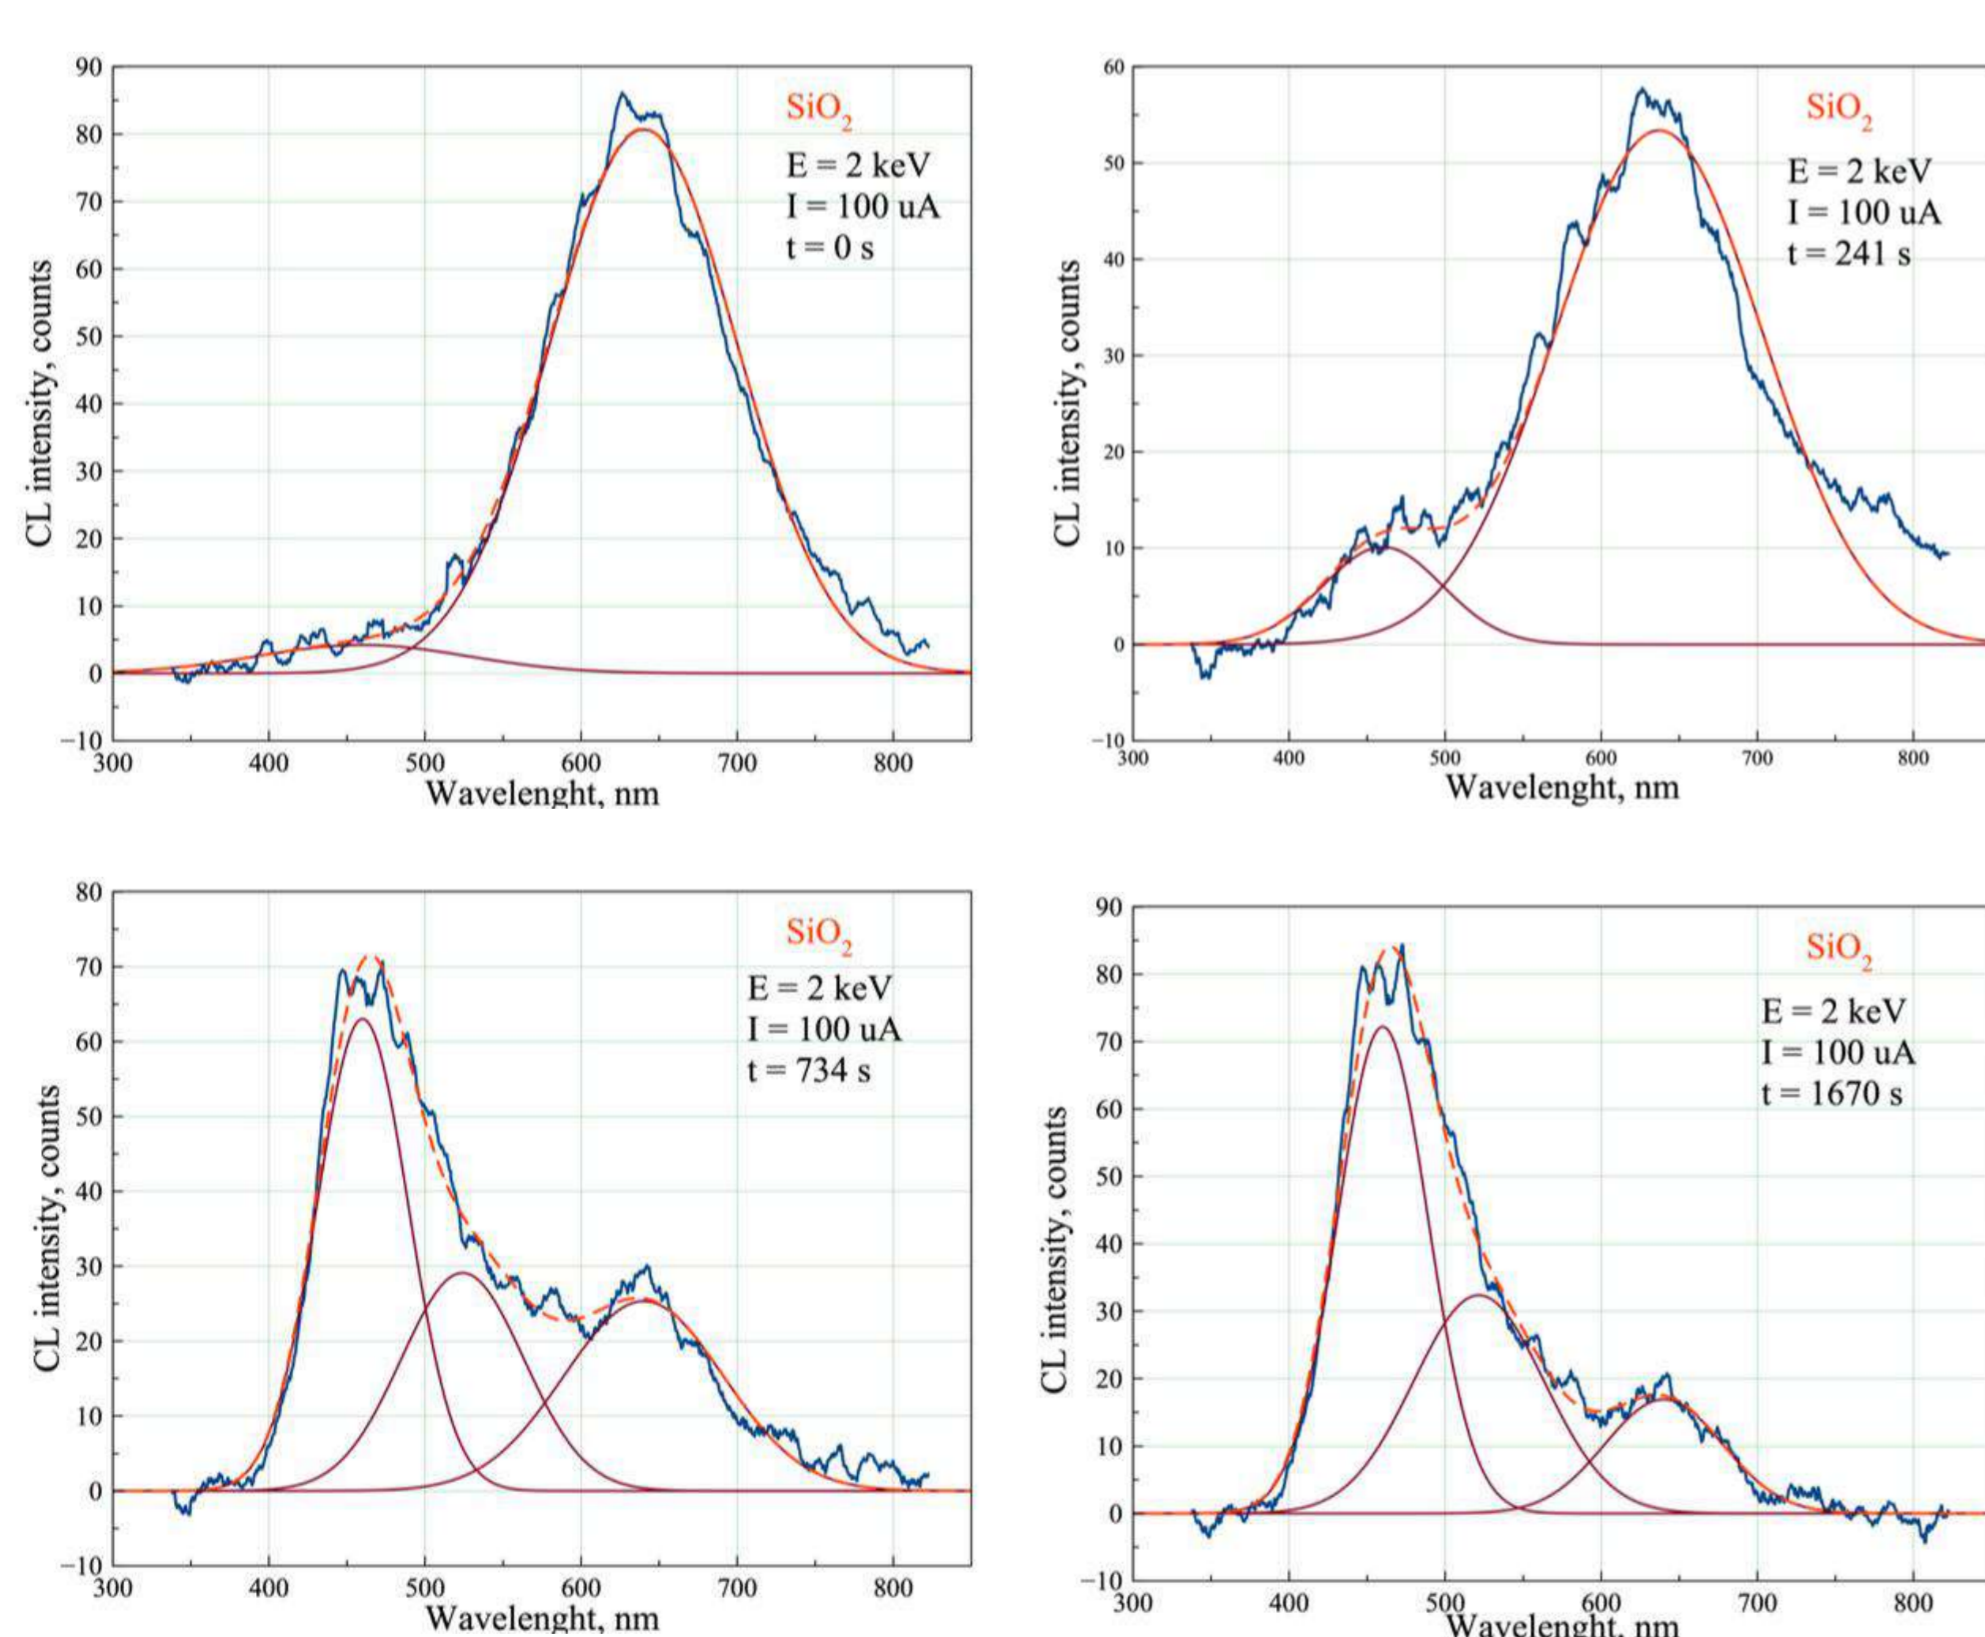 90
80
70
60
50
40
30
20
10
0
−10
300 400 500 600 700 800
CL intensity, counts
Wavelenght, nm
SiO2
E = 2 keV
I = 100 uA
t = 0 s
60
50
40
30
20
10
0
−10
300 400 500 600 700 800
CL intensity, counts
Wavelenght, nm
SiO2
E = 2 keV
I = 100 uA
t = 241 s
80
70
60
50
40
30
20
10
0
−10
300 400 500 600 700 800
CL intensity, counts
Wavelenght, nm
SiO2
E = 2 keV
I = 100 uA
t = 734 s
90
80
70
60
50
40
30
20
10
0
−10
300 400 500 600 700 800
CL intensity, counts
Wavelenght, nm
SiO2
E = 2 keV
I = 100 uA
t = 1670 s